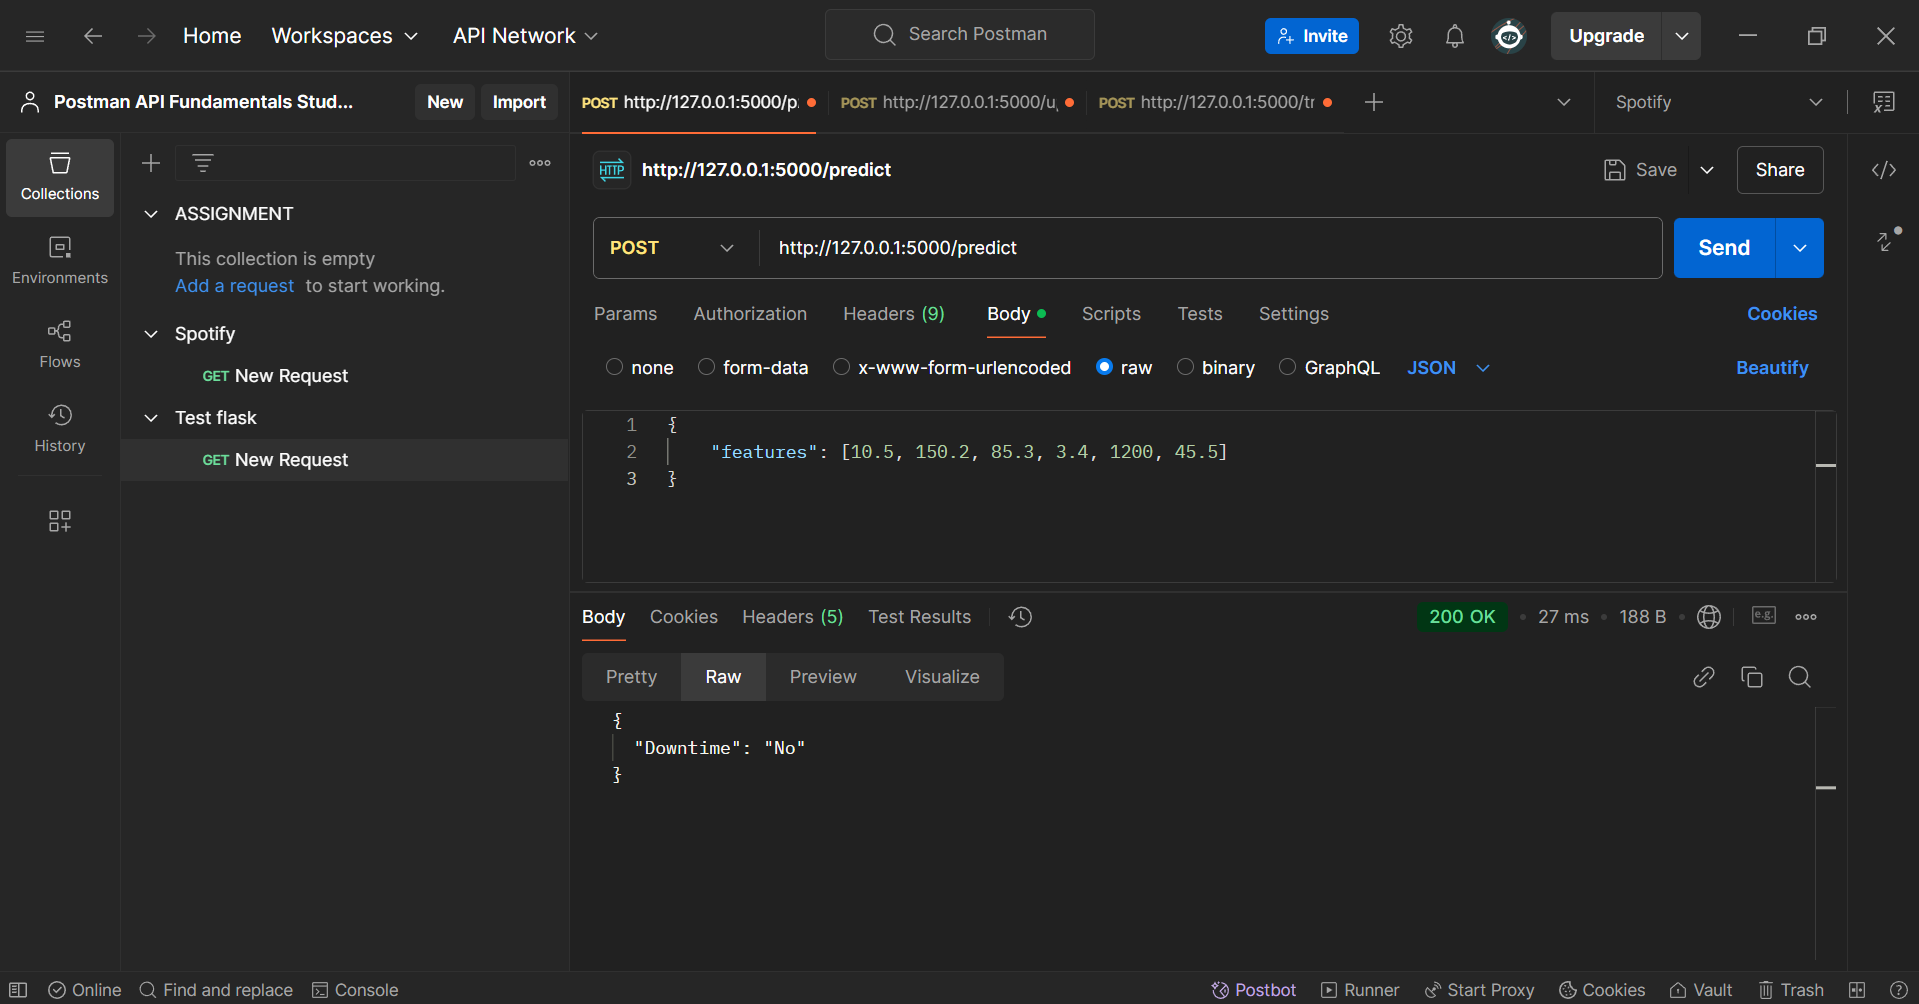 Home Workspaces API Network Search Postman Invite Upgrade
Postman API Fundamentals Stud... New Import
POST http://127.0.0.1:5000/p POST http://127.0.0.1:5000/u POST http://127.0.0.1:5000/tr Spotify
Collections
Environments
Flows
History
ASSIGNMENT
This collection is empty
Add a request to start working.
Spotify
GET New Request
Test flask
GET New Request
HTTP http://127.0.0.1:5000/predict Save Share
POST http://127.0.0.1:5000/predict Send
Params Authorization Headers (9) Body Scripts Tests Settings Cookies
none form-data x-www-form-urlencoded raw binary GraphQL JSON Beautify
1 {
2 "features": [10.5, 150.2, 85.3, 3.4, 1200, 45.5]
3 }
Body Cookies Headers (5) Test Results 200 OK 27 ms 188 B e.g.
Pretty Raw Preview Visualize
{
"Downtime": "No"
}
Online Find and replace Console Postbot Runner Start Proxy Cookies Vault Trash